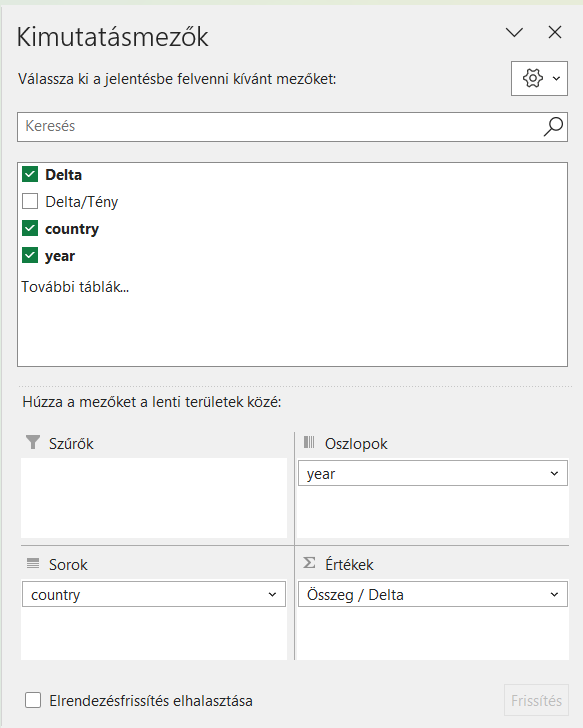 Kimutatásmezők
Válassza ki a jelentésbe felvenni kívánt mezőket:
Keresés
Delta
Delta/Tény
country
year
További táblák...
Húzza a mezőket a lenti területek közé:
Szűrők
Oszlopok
year
Sorok
Értékek
country
Összeg / Delta
Elrendezésfrissítés elhalasztása
Frissítés